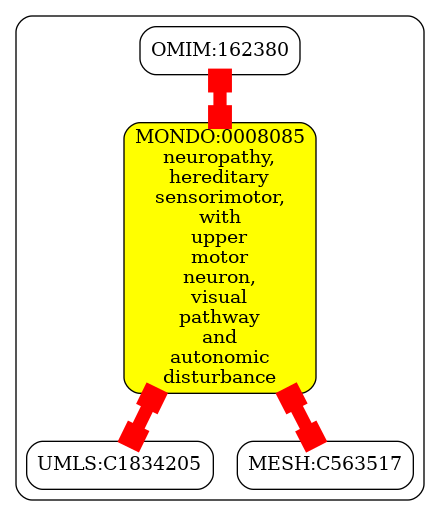 OMIM:162380
MONDO:0008085
neuropathy,
hereditary
sensorimotor,
with
upper
motor
neuron,
visual
pathway
and
autonomic
disturbance
UMLS:C1834205
MESH:C563517